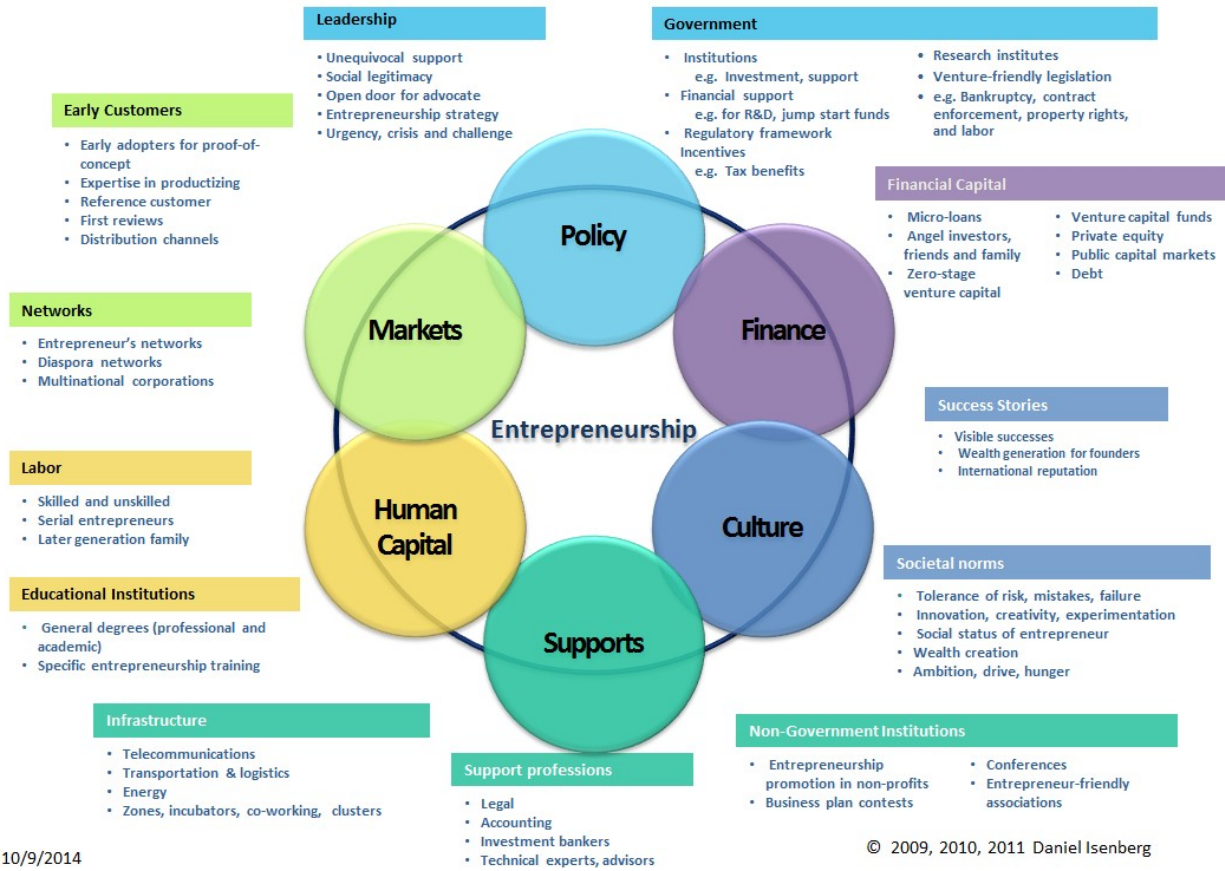 Leadership
• Unequivocal support
• Social legitimacy
• Open door for advocate
• Entrepreneurship strategy
• Urgency, crisis and challenge
Government
• Institutions
e.g. Investment, support
• Financial support
e.g. for R&D, jump start funds
• Regulatory framework
Incentives
e.g. Tax benefits
• Research institutes
• Venture-friendly legislation
• e.g. Bankruptcy, contract
enforcement, property rights,
and labor
Early Customers
• Early adopters for proof-of-
concept
• Expertise in productizing
• Reference customer
• First reviews
• Distribution channels
Financial Capital
• Micro-loans
• Angel investors,
friends and family
• Zero-stage
venture capital
• Venture capital funds
• Private equity
• Public capital markets
• Debt
Networks
• Entrepreneur's networks
• Diaspora networks
• Multinational corporations
Policy
Markets
Finance
Entrepreneurship
Human
Capital
Culture
Supports
Success Stories
• Visible successes
• Wealth generation for founders
• International reputation
Labor
• Skilled and unskilled
• Serial entrepreneurs
• Later generation family
Societal norms
• Tolerance of risk, mistakes, failure
• Innovation, creativity, experimentation
• Social status of entrepreneur
• Wealth creation
• Ambition, drive, hunger
Educational Institutions
• General degrees (professional and
academic)
• Specific entrepreneurship training
Infrastructure
• Telecommunications
• Transportation & logistics
• Energy
• Zones, incubators, co-working, clusters
Support professions
• Legal
• Accounting
• Investment bankers
• Technical experts, advisors
Non-Government Institutions
• Entrepreneurship
promotion in non-profits
• Business plan contests
• Conferences
• Entrepreneur-friendly
associations
10/9/2014
© 2009, 2010, 2011 Daniel Isenberg